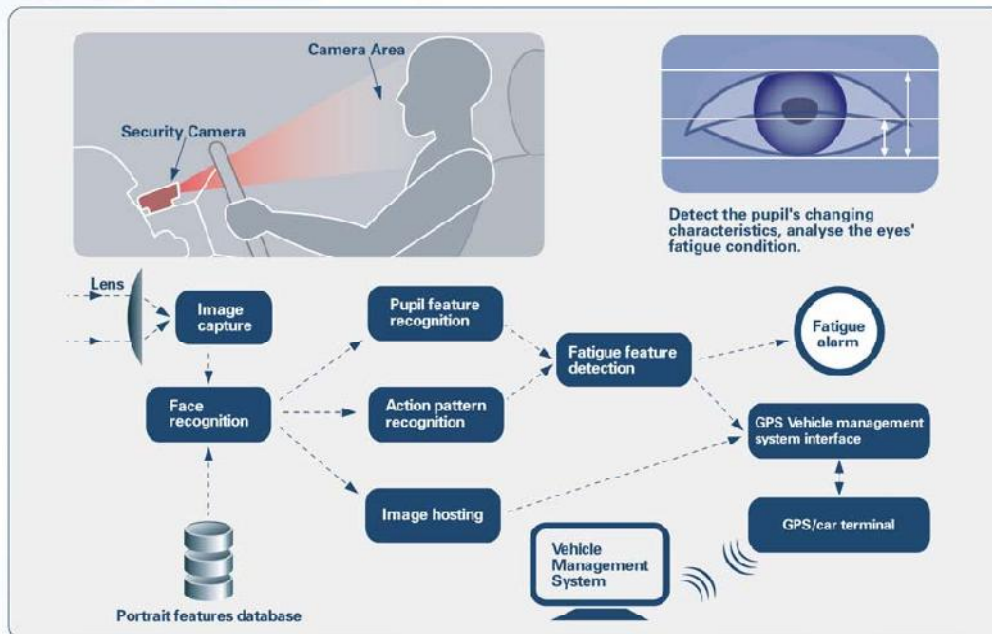 Camera Area
Security Camera
Detect the pupil's changing
characteristics, analyse the eyes'
fatigue condition.
Lens
Image
capture
Pupil feature
recognition
Fatigue
alarm
Fatigue feature
detection
Face
recognition
Action pattern
recognition
GPS Vehicle management
system interface
Image hosting
GPS/car terminal
Vehicle
Management
System
Portrait features database